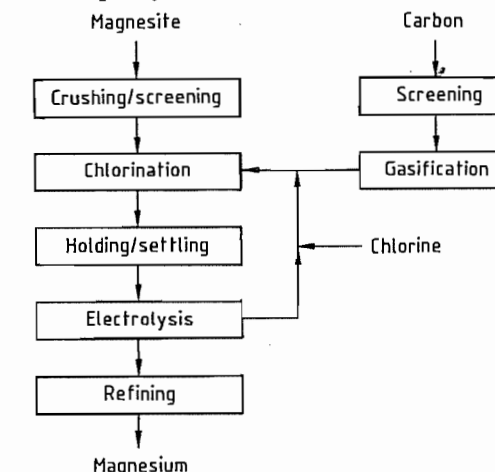 Magnesite
Carbon
Crushing/screening
Screening
Chlorination
Gasification
Holding/settling
Chlorine
Electrolysis
Refining
Magnesium